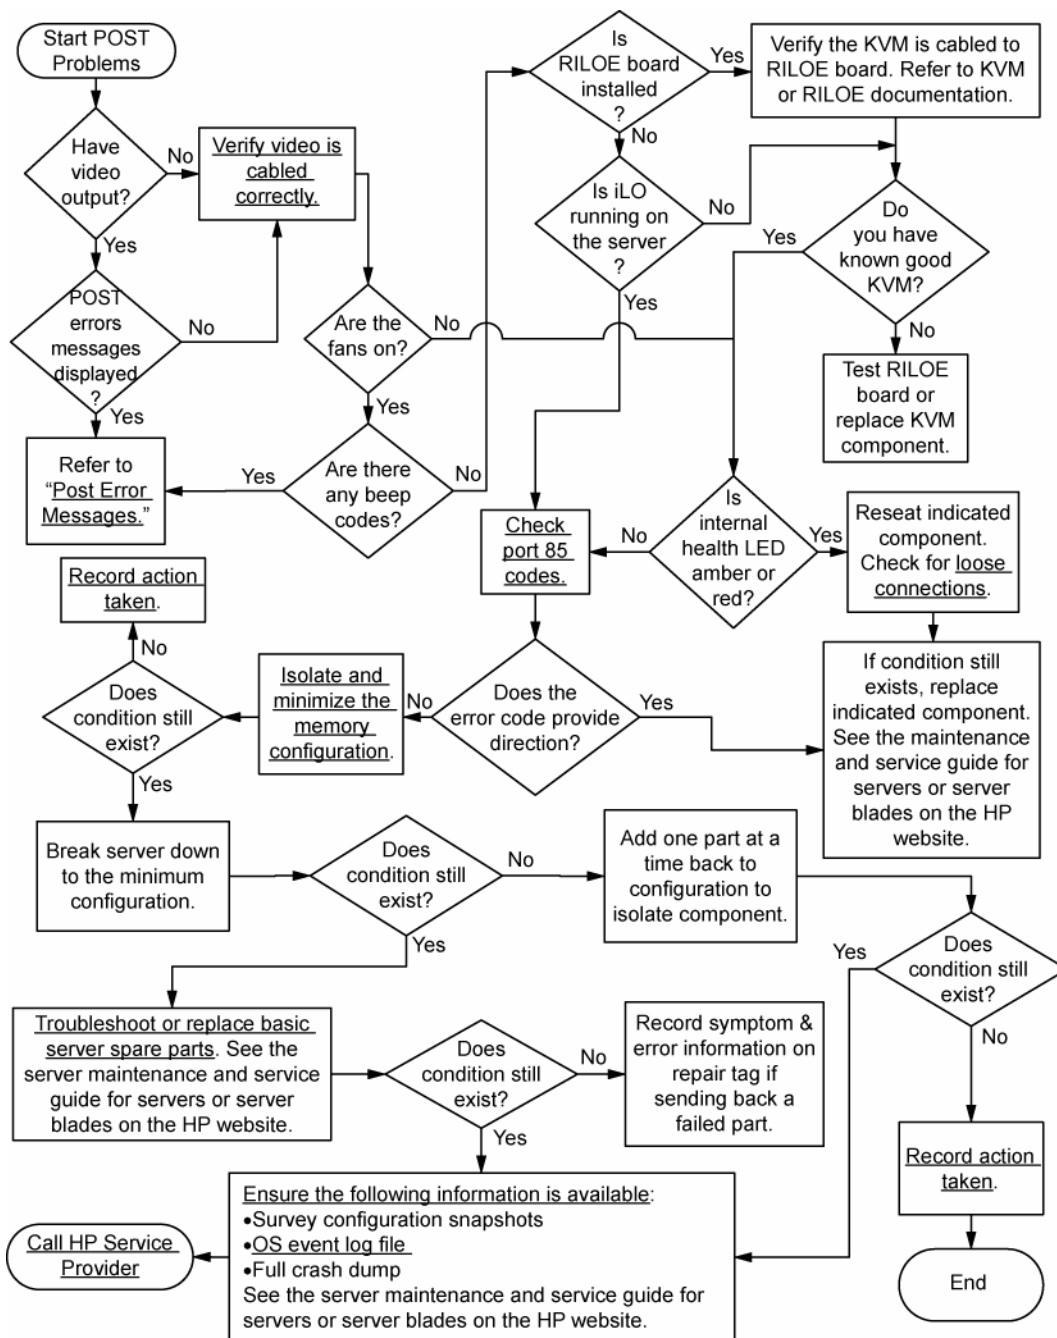 Start POST
Problems
Have
video
output?
No
Yes
Verify video is
cabled
correctly.
POST
errors
messages
displayed
?
No
Yes
Refer to
“Post Error
Messages.”
Are the
fans on?
No
Yes
Are there
any beep
codes?
Yes
No
Is
RILOE board
installed
?
Yes
No
Verify the KVM is cabled to
RILOE board. Refer to KVM
or RILOE documentation.
Is iLO
running on
the server
?
No
Yes
Do
you have
known good
KVM?
Yes
No
Test RILOE
board or
replace KVM
component.
Is
internal
health LED
amber or
red?
No
Yes
Reseat indicated
component.
Check for loose
connections.
Check
port 85
codes.
If condition still
exists, replace
indicated component.
See the maintenance
and service guide for
servers or server
blades on the HP
website.
Does the
error code provide
direction?
No
Yes
Isolate and
minimize the
memory
configuration.
Record action
taken.
No
Does
condition still
exist?
Yes
Break server down
to the minimum
configuration.
Does
condition still
exist?
No
Yes
Add one part at a
time back to
configuration to
isolate component.
Does
condition still
exist?
Yes
No
Troubleshoot or replace basic
server spare parts. See the
server maintenance and service
guide for servers or server
blades on the HP website.
Does
condition still
exist?
No
Yes
Record symptom &
error information on
repair tag if
sending back a
failed part.
Record action
taken.
End
Ensure the following information is available:
•Survey configuration snapshots
•OS event log file
•Full crash dump
See the server maintenance and service guide for
servers or server blades on the HP website.
Call HP Service
Provider